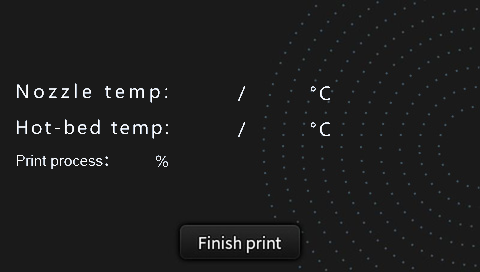 Nozzle temp: / °C
Hot-bed temp: / °C
Print process: %
Finish print